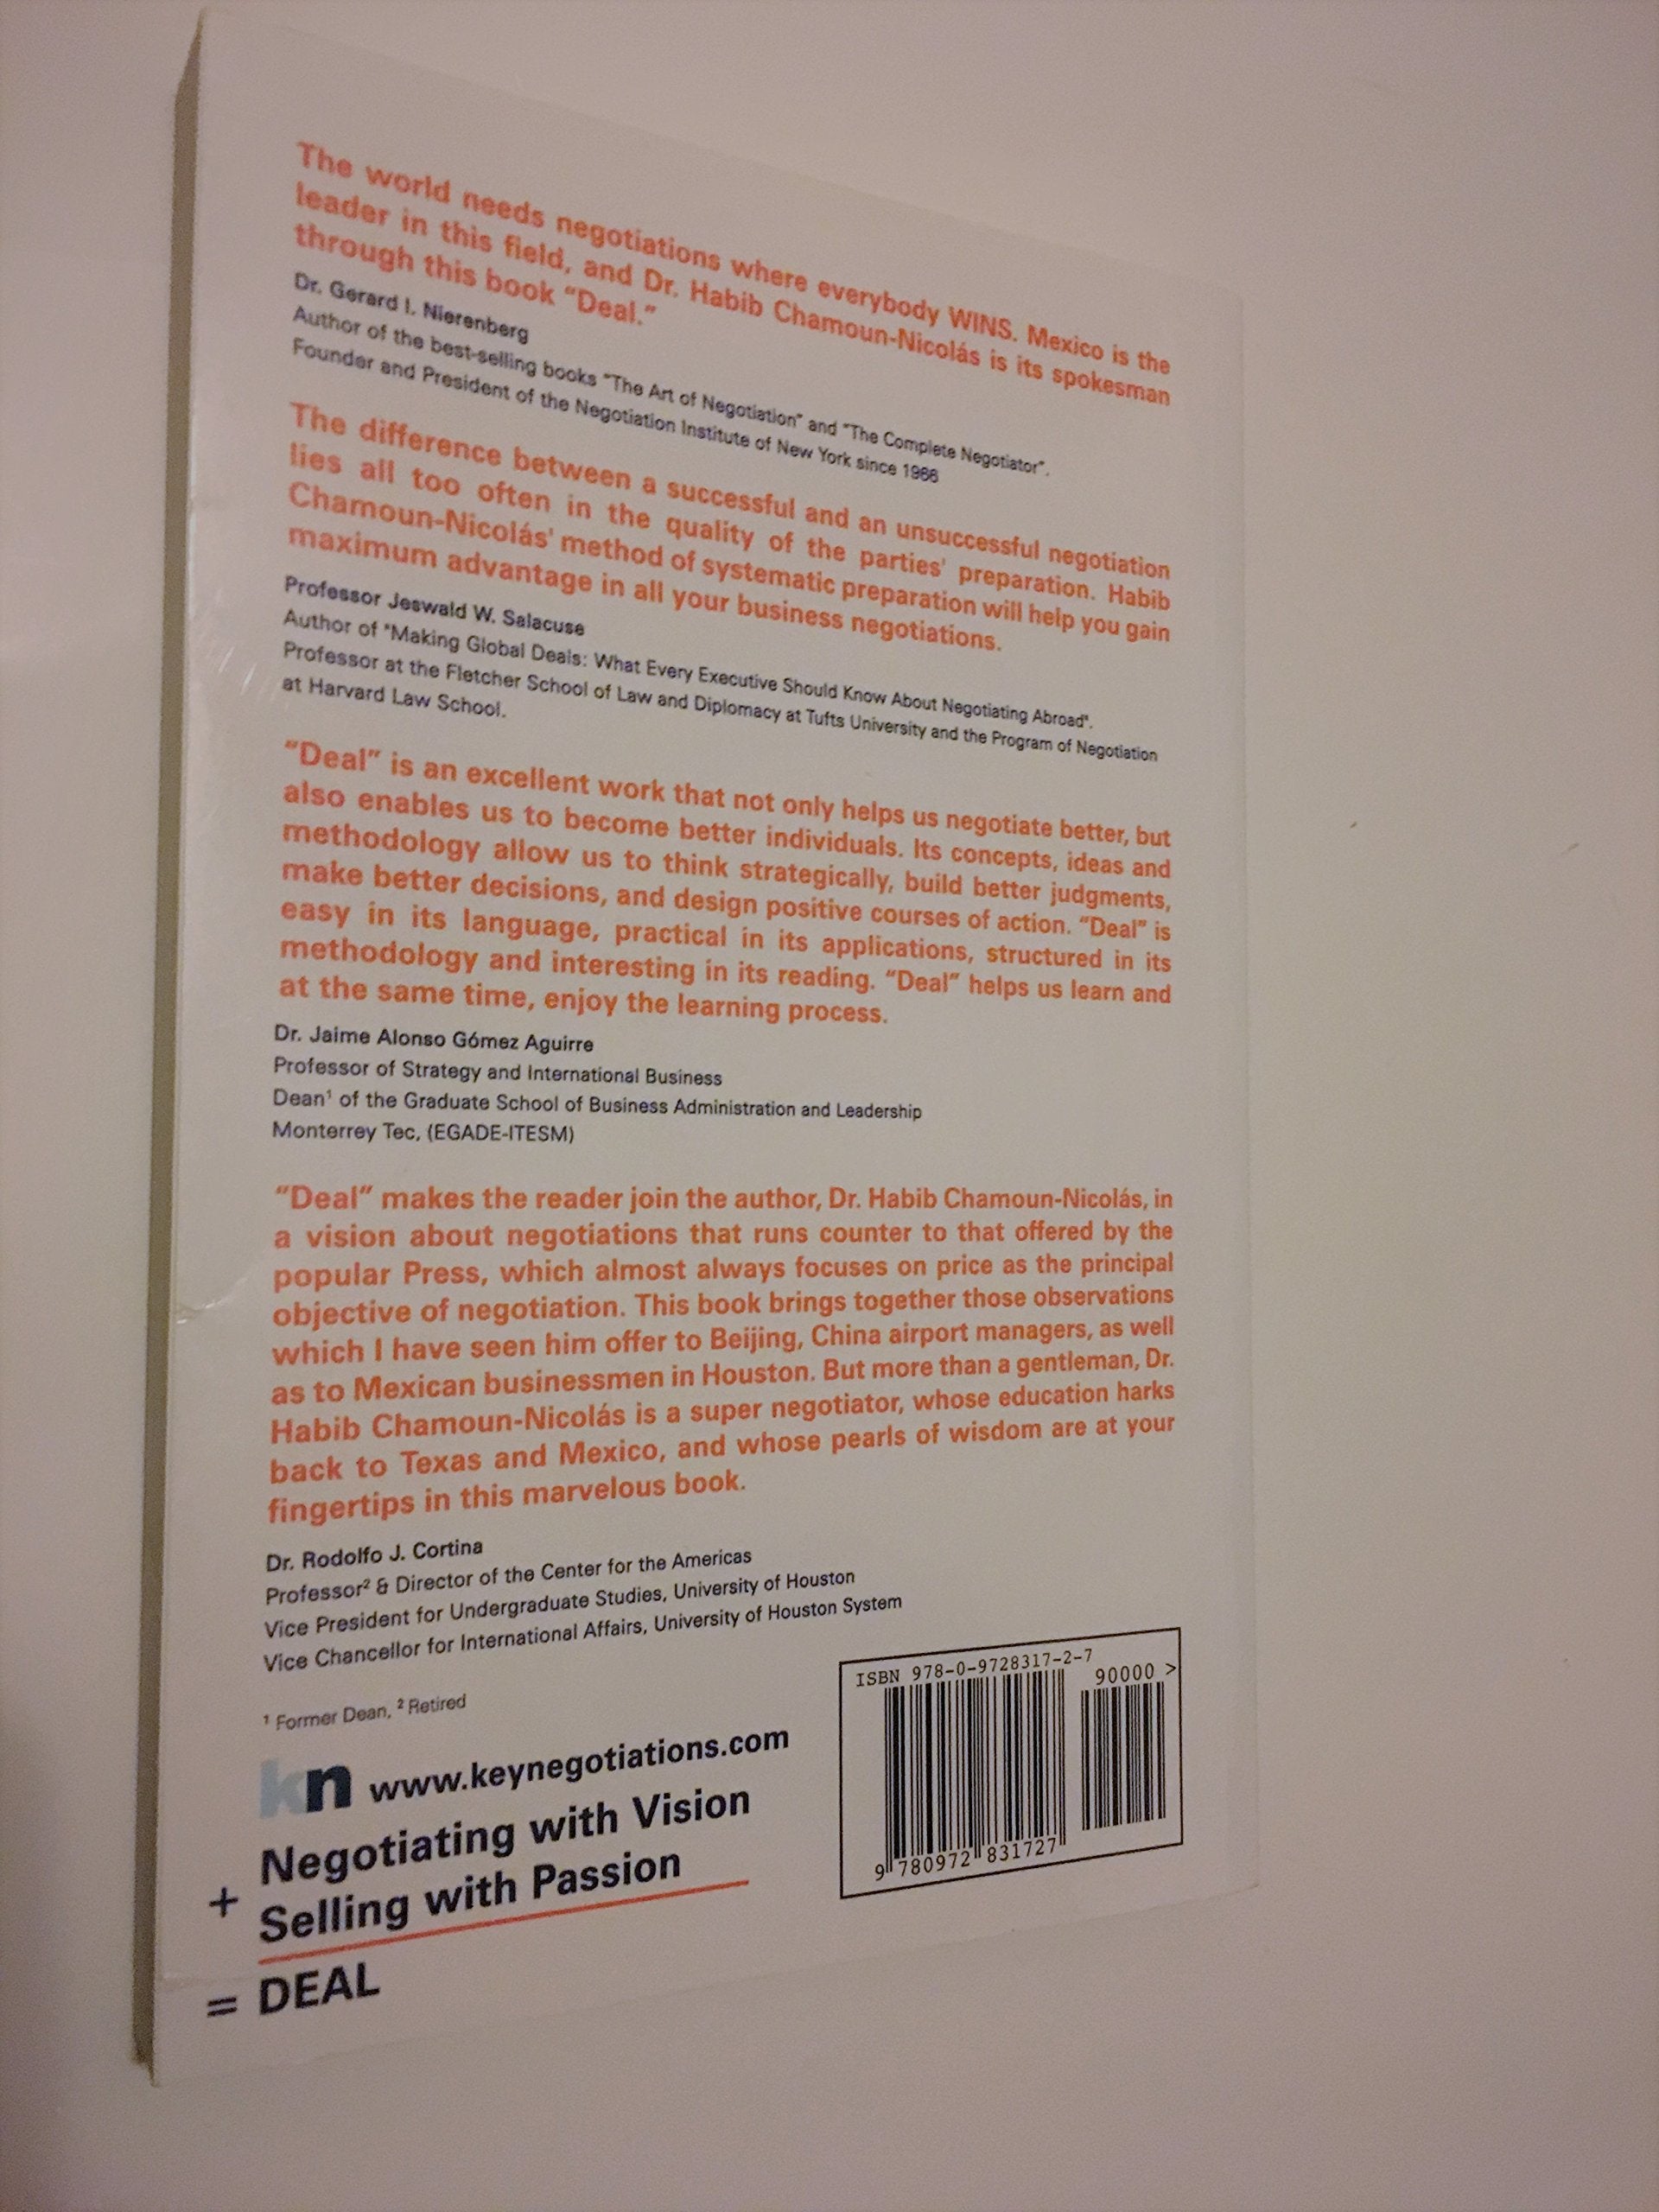 The world needs negotiations where everybody WINS. Mexico is the
leader in this field, and Dr. Habib Chamoun-Nicolás is its spokesman
through this book “Deal.”
Dr. Gerard I. Nierenberg
Author of the best-selling books “The Art of Negotiation” and “The Complete Negotiator”.
Founder and President of the Negotiation Institute of New York since 1966
The difference between a successful and an unsuccessful negotiation
lies all too often in the quality of the parties' preparation. Habib
Chamoun-Nicolás' method of systematic preparation will help you gain
maximum advantage in all your business negotiations.
Professor Jeswald W. Salacuse
Author of "Making Global Deals: What Every Executive Should Know About Negotiating Abroad".
Professor at the Fletcher School of Law and Diplomacy at Tufts University and the Program of Negotiation
at Harvard Law School.
“Deal” is an excellent work that not only helps us negotiate better, but
also enables us to become better individuals. Its concepts, ideas and
methodology allow us to think strategically, build better judgments,
make better decisions, and design positive courses of action. “Deal” is
easy in its language, practical in its applications, structured in its
methodology and interesting in its reading. “Deal” helps us learn and
at the same time, enjoy the learning process.
Dr. Jaime Alonso Gómez Aguirre
Professor of Strategy and International Business
Dean¹ of the Graduate School of Business Administration and Leadership
Monterrey Tec, (EGADE-ITESM)
“Deal” makes the reader join the author, Dr. Habib Chamoun-Nicolás, in
a vision about negotiations that runs counter to that offered by the
popular Press, which almost always focuses on price as the principal
objective of negotiation. This book brings together those observations
which I have seen him offer to Beijing, China airport managers, as well
as to Mexican businessmen in Houston. But more than a gentleman, Dr.
Habib Chamoun-Nicolás is a super negotiator, whose education harks
back to Texas and Mexico, and whose pearls of wisdom are at your
fingertips in this marvelous book.
Dr. Rodolfo J. Cortina
Professor² & Director of the Center for the Americas
Vice President for Undergraduate Studies, University of Houston
Vice Chancellor for International Affairs, University of Houston System
¹ Former Dean, ² Retired
kn www.keynegotiations.com
Negotiating with Vision
+ Selling with Passion
= DEAL
ISBN 978-0-9728317-2-7
90000 >
9 780972 831727